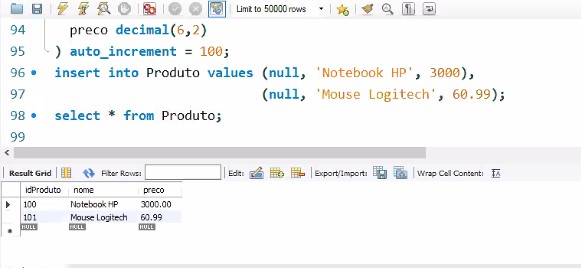 Limit to 50000 rows
94 preco decimal(6,2)
95 ) auto_increment = 100;
96 insert into Produto values (null, 'Notebook HP', 3000),
97 (null, 'Mouse Logitech', 60.99);
98 select * from Produto;
99
Result Grid Filter Rows: Edit: Export/Import: Wrap Cell Content:
idProduto nome preco
100 Notebook HP 3000.00
101 Mouse Logitech 60.99
NULL NULL NULL